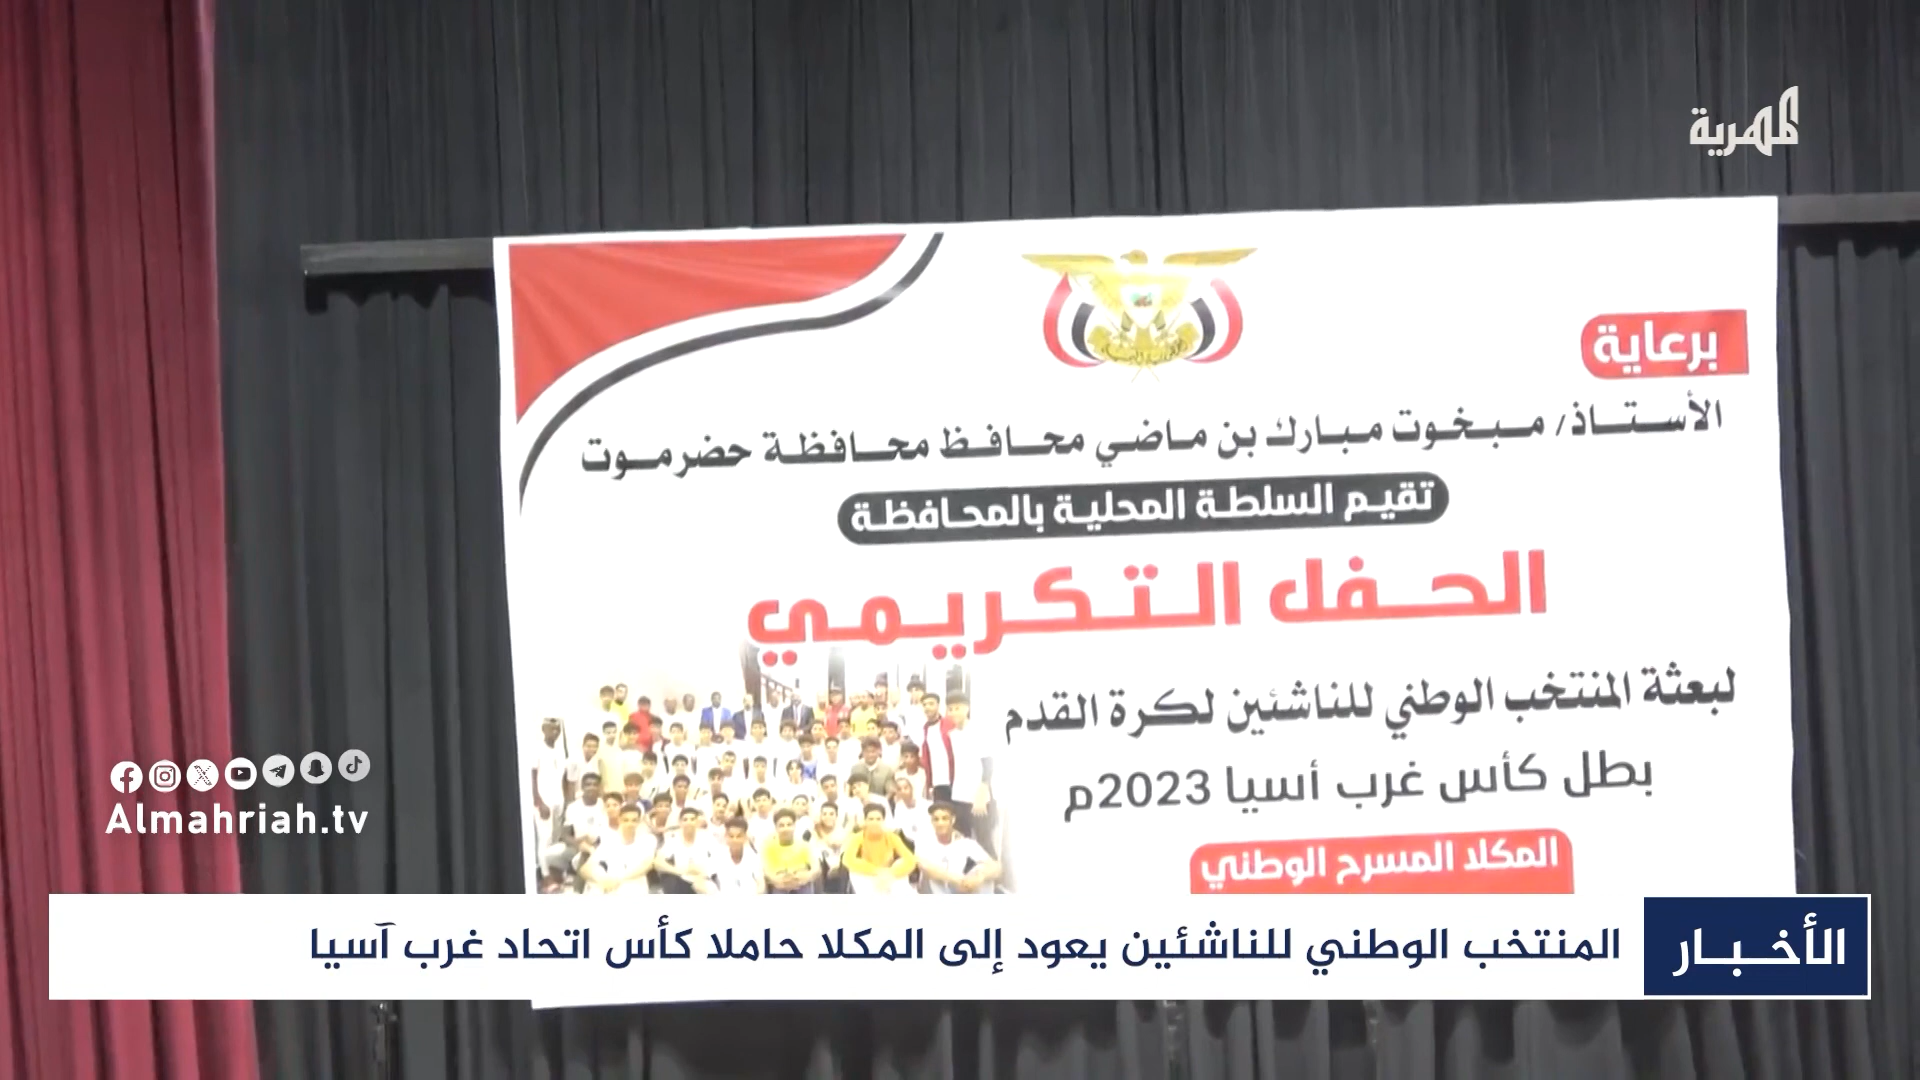 المهرية
برعاية
الأستاذ/ مبخوت مبارك بن ماضي محافظ محافظة حضرموت
تقيم السلطة المحلية بالمحافظة
الحفل التكريمي
لبعثة المنتخب الوطني للناشئين لكرة القدم
بطل كأس غرب أسيا 2023م
المكلا المسرح الوطني
Almahriah.tv
الأخبار
المنتخب الوطني للناشئين يعود إلى المكلا حاملا كأس اتحاد غرب آسيا